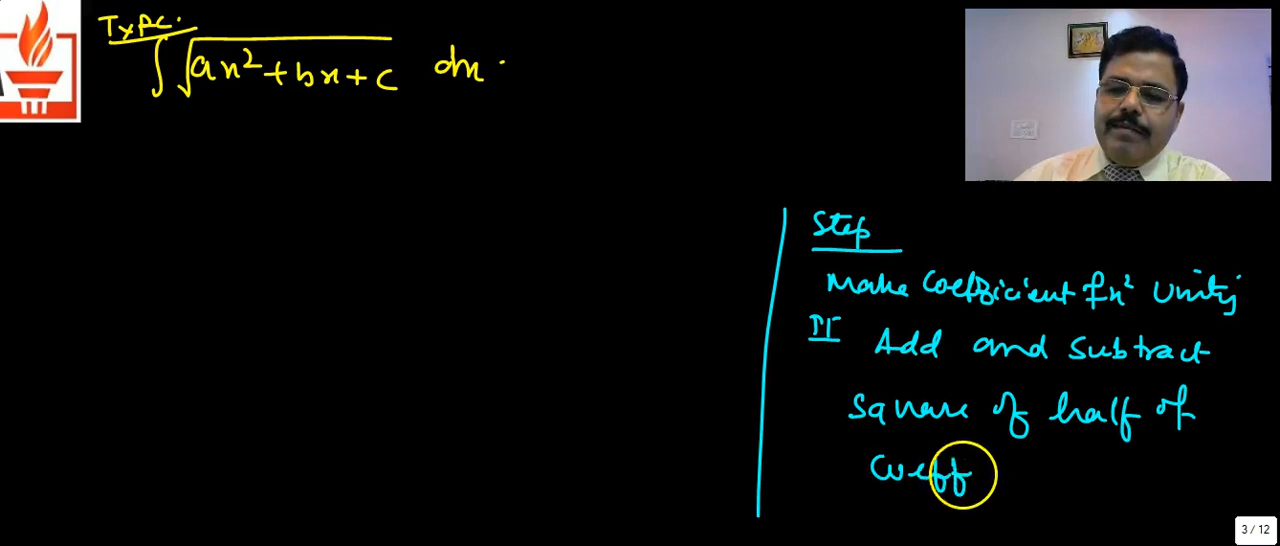 Type.
∫ √(ax²+bx+c) dx.
Step
Make coefficient of x² unity
II Add and subtract
square of half of
coeff
3 / 12